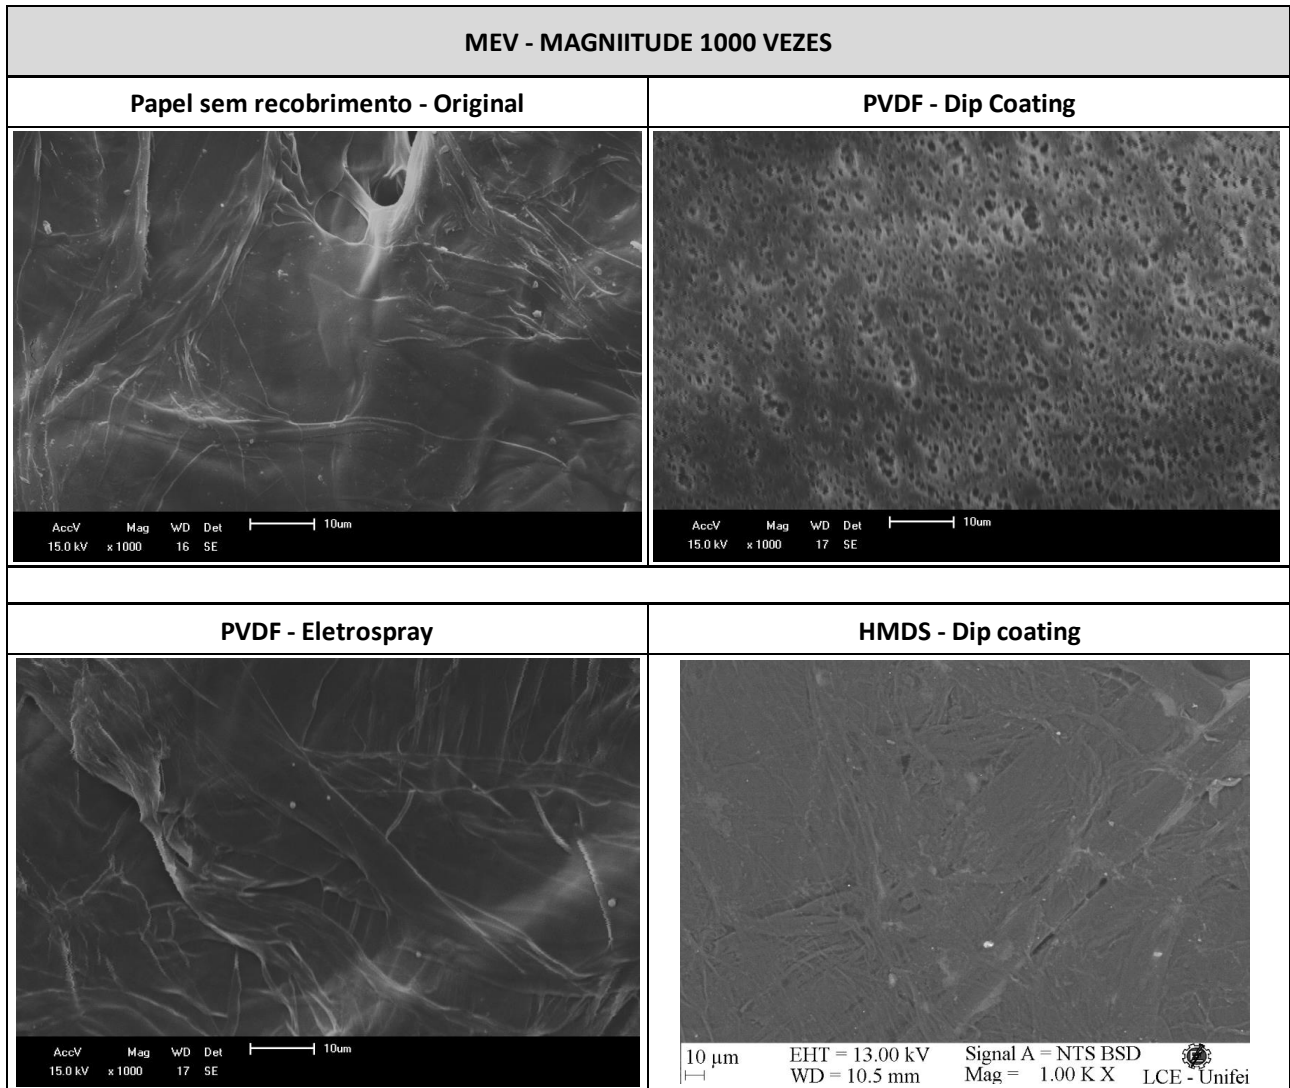 MEV - MAGNIITUDE 1000 VEZES
Papel sem recobrimento - Original
PVDF - Dip Coating
AccV Mag WD Det 10um
15.0 kV x 1000 16 SE
AccV Mag WD Det 10um
15.0 kV x 1000 17 SE
PVDF - Eletrospray
HMDS - Dip coating
AccV Mag WD Det 10um
15.0 kV x 1000 17 SE
10 µm EHT = 13.00 kV Signal A = NTS BSD
WD = 10.5 mm Mag = 1.00 K X LCE - Unifei